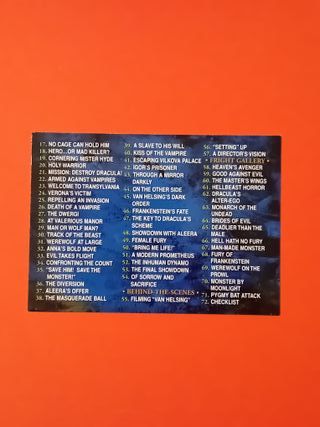 17. NO CAGE CAN HOLD HIM
18. HERO...OR MAD KILLER?
19. CORNERING MISTER HYDE
20. HOLY WARRIOR
21. MISSION: DESTROY DRACULA!
22. ARMED AGAINST VAMPIRES
23. WELCOME TO TRANSYLVANIA
24. VERONA'S VICTIM
25. REPELLING AN INVASION
26. DEATH OF A VAMPIRE
27. THE DWERGI
28. AT VALERIOUS MANOR
29. MAN OR WOLF MAN?
30. TRACK OF THE BEAST
31. WEREWOLF AT LARGE
32. ANNA'S BOLD MOVE
33. EVIL TAKES FLIGHT
34. CONFRONTING THE COUNT
35. "SAVE HIM! SAVE THE
MONSTER!"
36. THE DIVERSION
37. ALEERA'S OFFER
38. THE MASQUERADE BALL
39. A SLAVE TO HIS WILL
40. KISS OF THE VAMPIRE
41. ESCAPING VILKOVA PALACE
42. IGOR'S PRISONER
43. THROUGH A MIRROR
DARKLY
44. ON THE OTHER SIDE
45. VAN HELSING'S DARK
ORDER
46. FRANKENSTEIN'S FATE
47. THE KEY TO DRACULA'S
SCHEME
48. SHOWDOWN WITH ALEERA
49. FEMALE FURY
50. "BRING ME LIFE!"
51. A MODERN PROMETHEUS
52. THE INHUMAN DYNAMO
53. THE FINAL SHOWDOWN
54. OF SORROW AND
SACRIFICE
• BEHIND-THE-SCENES •
55. FILMING "VAN HELSING"
56. "SETTING" UP
57. A DIRECTOR'S VISION
• FRIGHT GALLERY •
58. HEAVEN'S AVENGER
59. GOOD AGAINST EVIL
60. THE MASTER'S WINGS
61. HELLBEAST HORROR
62. DRACULA'S
ALTER-EGO
63. MONARCH OF THE
UNDEAD
64. BRIDES OF EVIL
65. DEADLIER THAN THE
MALE
66. HELL HATH NO FURY
67. MAN-MADE MONSTER
68. FURY OF
FRANKENSTEIN
69. WEREWOLF ON THE
PROWL
70. MONSTER BY
MOONLIGHT
71. PYGMY BAT ATTACK
72. CHECKLIST